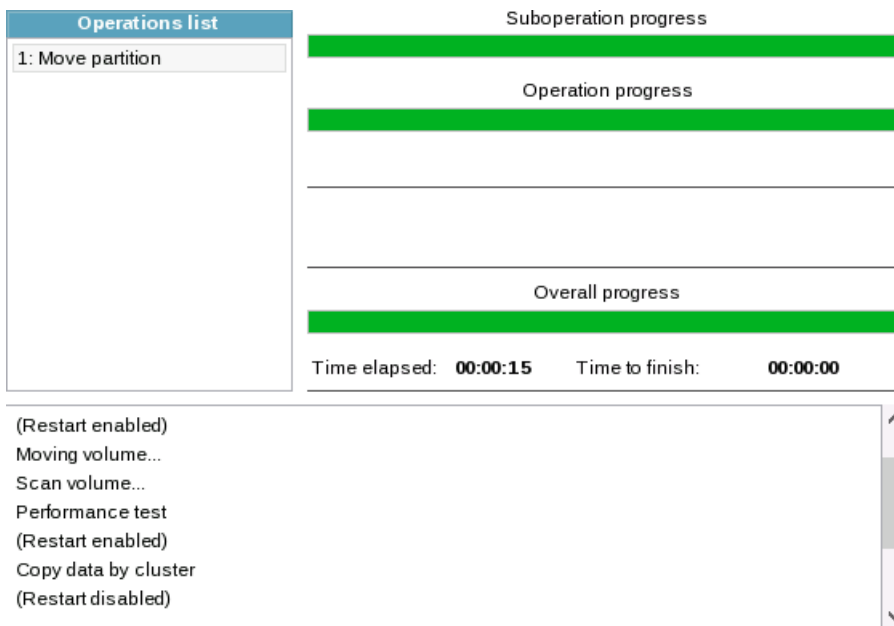 Operations list
1: Move partition
Suboperation progress
Operation progress
Overall progress
Time elapsed: 00:00:15 Time to finish: 00:00:00
(Restart enabled)
Moving volume...
Scan volume...
Performance test
(Restart enabled)
Copy data by cluster
(Restart disabled)